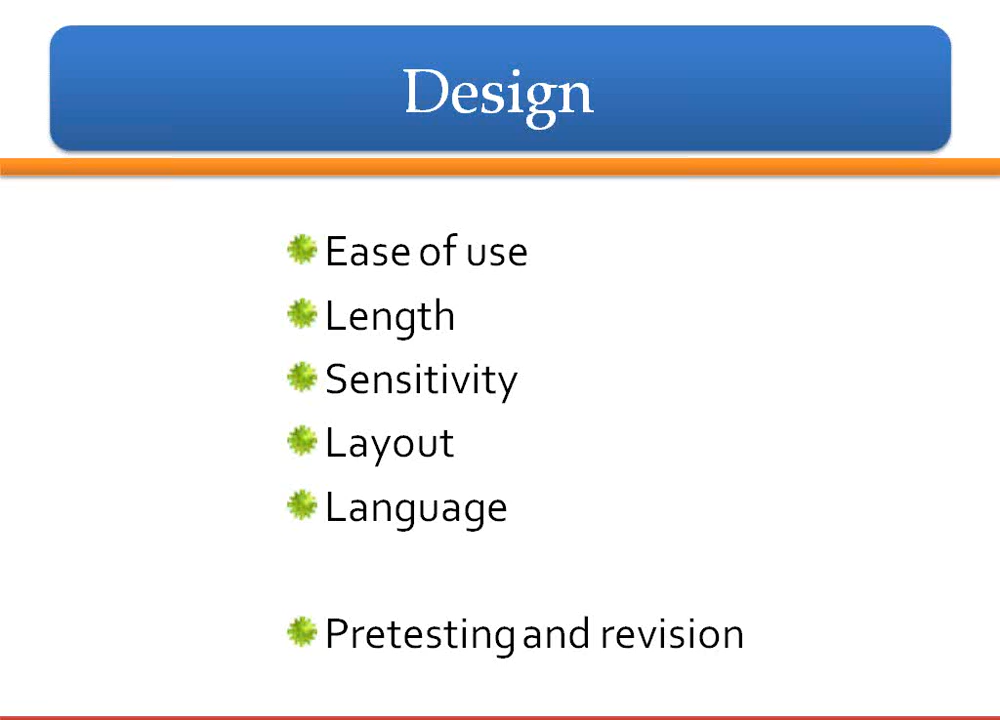 Design
Ease of use
Length
Sensitivity
Layout
Language
Pretesting and revision